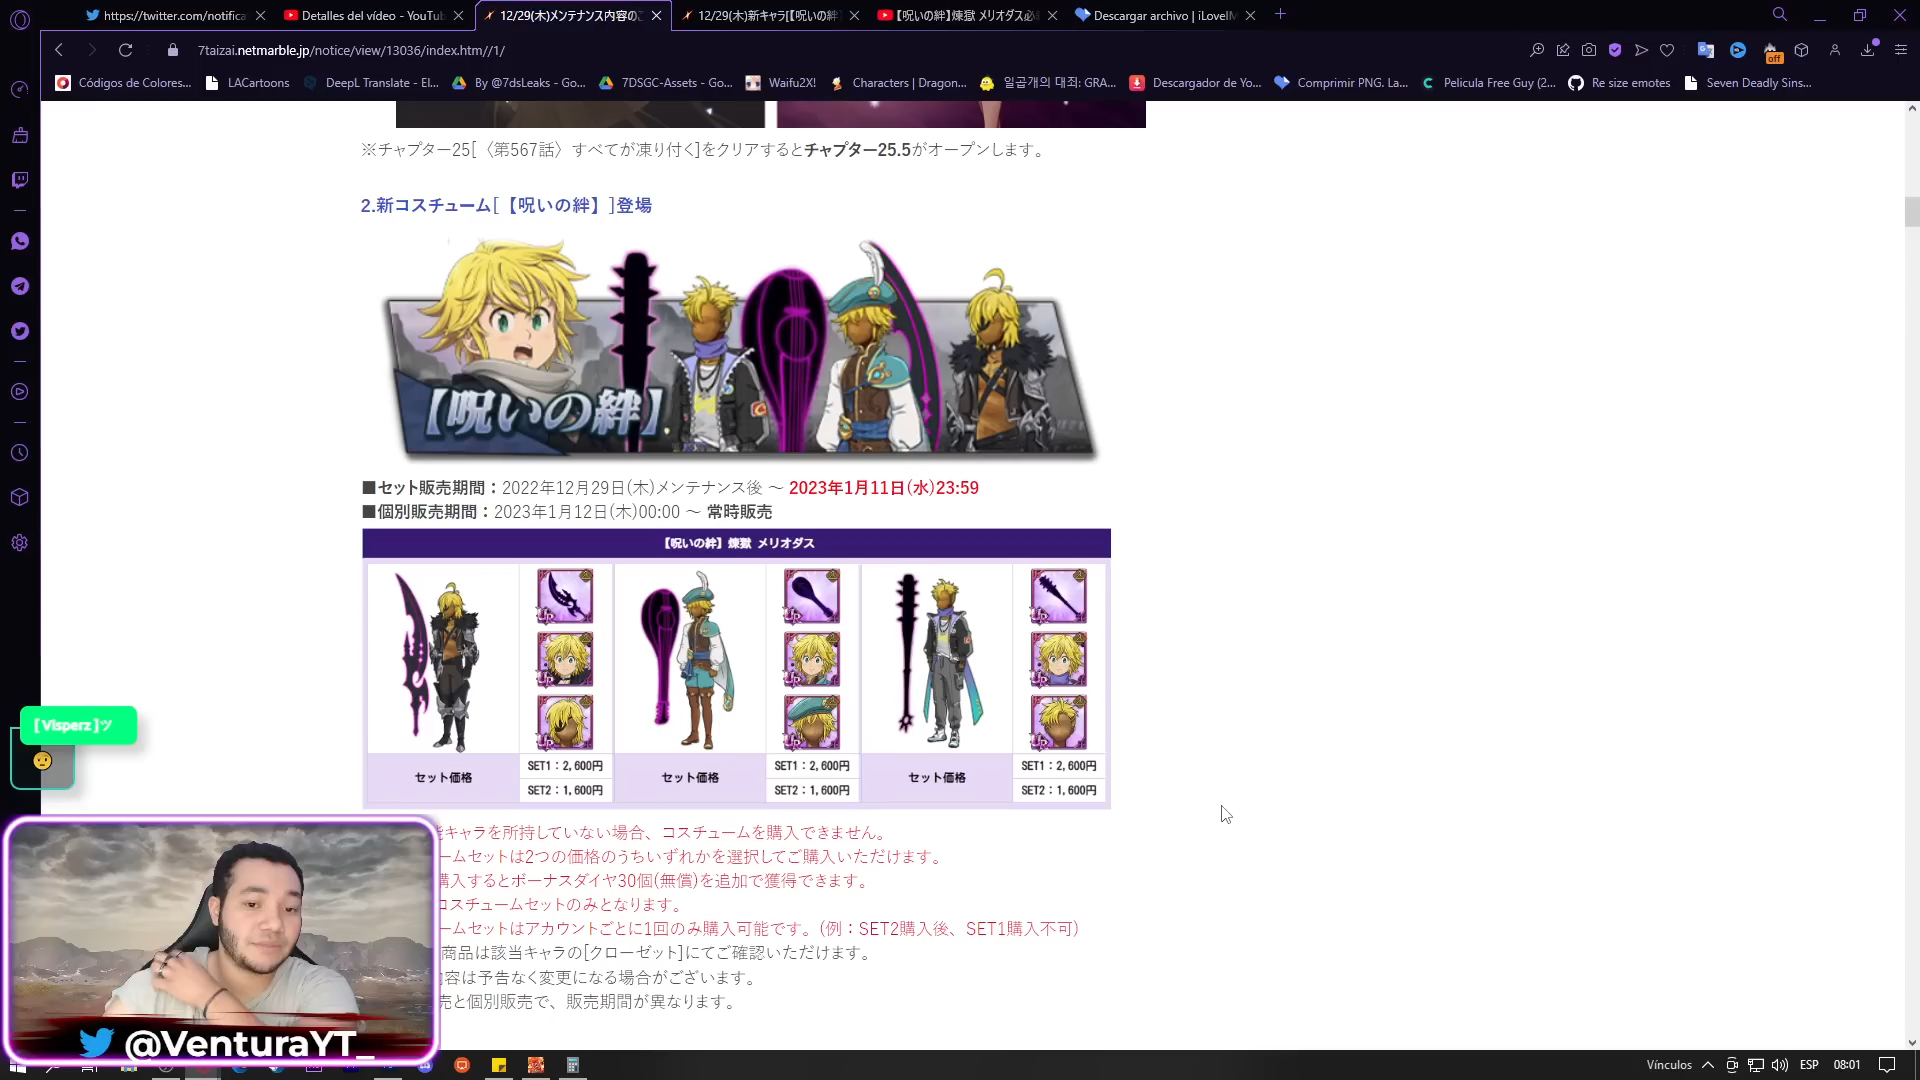 https://twitter.com/notifica
Detalles del vídeo - YouTub
12/29(木)メンテナンス内容のご
12/29(木)新キャラ[【呪いの絆
【呪いの絆】煉獄 メリオダス必
Descargar archivo | iLoveIM
7taizai.netmarble.jp/notice/view/13036/index.htm//1/
off
Códigos de Colores...
LACartoons
DeepL Translate - El...
By @7dsLeaks - Go...
7DSGC-Assets - Go...
Waifu2X!
Characters | Dragon...
일곱개의 대죄: GRA...
Descargador de Yo...
Comprimir PNG. La...
Pelicula Free Guy (2...
Re size emotes
Seven Deadly Sins...
※チャプター25[〈第567話〉すべてが凍り付く]をクリアするとチャプター25.5がオープンします。
2.新コスチューム[【呪いの絆】]登場
【呪いの絆】
■セット販売期間：2022年12月29日(木)メンテナンス後 ～ 2023年1月11日(水)23:59
■個別販売期間：2023年1月12日(木)00:00 ～ 常時販売
【呪いの絆】煉獄 メリオダス
セット価格
SET1：2,600円
SET2：1,600円
セット価格
SET1：2,600円
SET2：1,600円
セット価格
SET1：2,600円
SET2：1,600円
キャラを所持していない場合、コスチュームを購入できません。
ームセットは2つの価格のうちいずれかを選択してご購入いただけます。
購入するとボーナスダイヤ30個(無償)を追加で獲得できます。
コスチュームセットのみとなります。
ームセットはアカウントごとに1回のみ購入可能です。(例：SET2購入後、SET1購入不可)
商品は該当キャラの[クローゼット]にてご確認いただけます。
内容は予告なく変更になる場合がございます。
売と個別販売で、販売期間が異なります。
[ Visperz ]ツ
@VenturaYT_
Vínculos
ESP
08:01